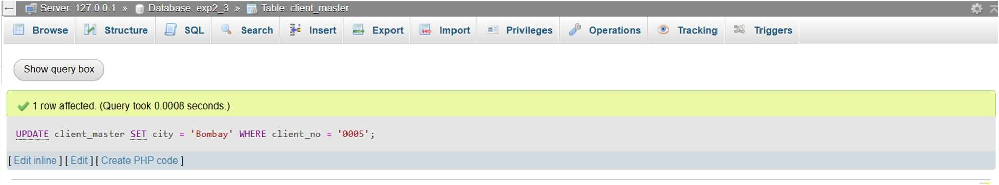 Server: 127.0.0.1 » Database: exp2_3 » Table: client_master
Browse Structure SQL Search Insert Export Import Privileges Operations Tracking Triggers
Show query box
1 row affected. (Query took 0.0008 seconds.)
UPDATE client_master SET city = 'Bombay' WHERE client_no = '0005';
[ Edit inline ] [ Edit ] [ Create PHP code ]